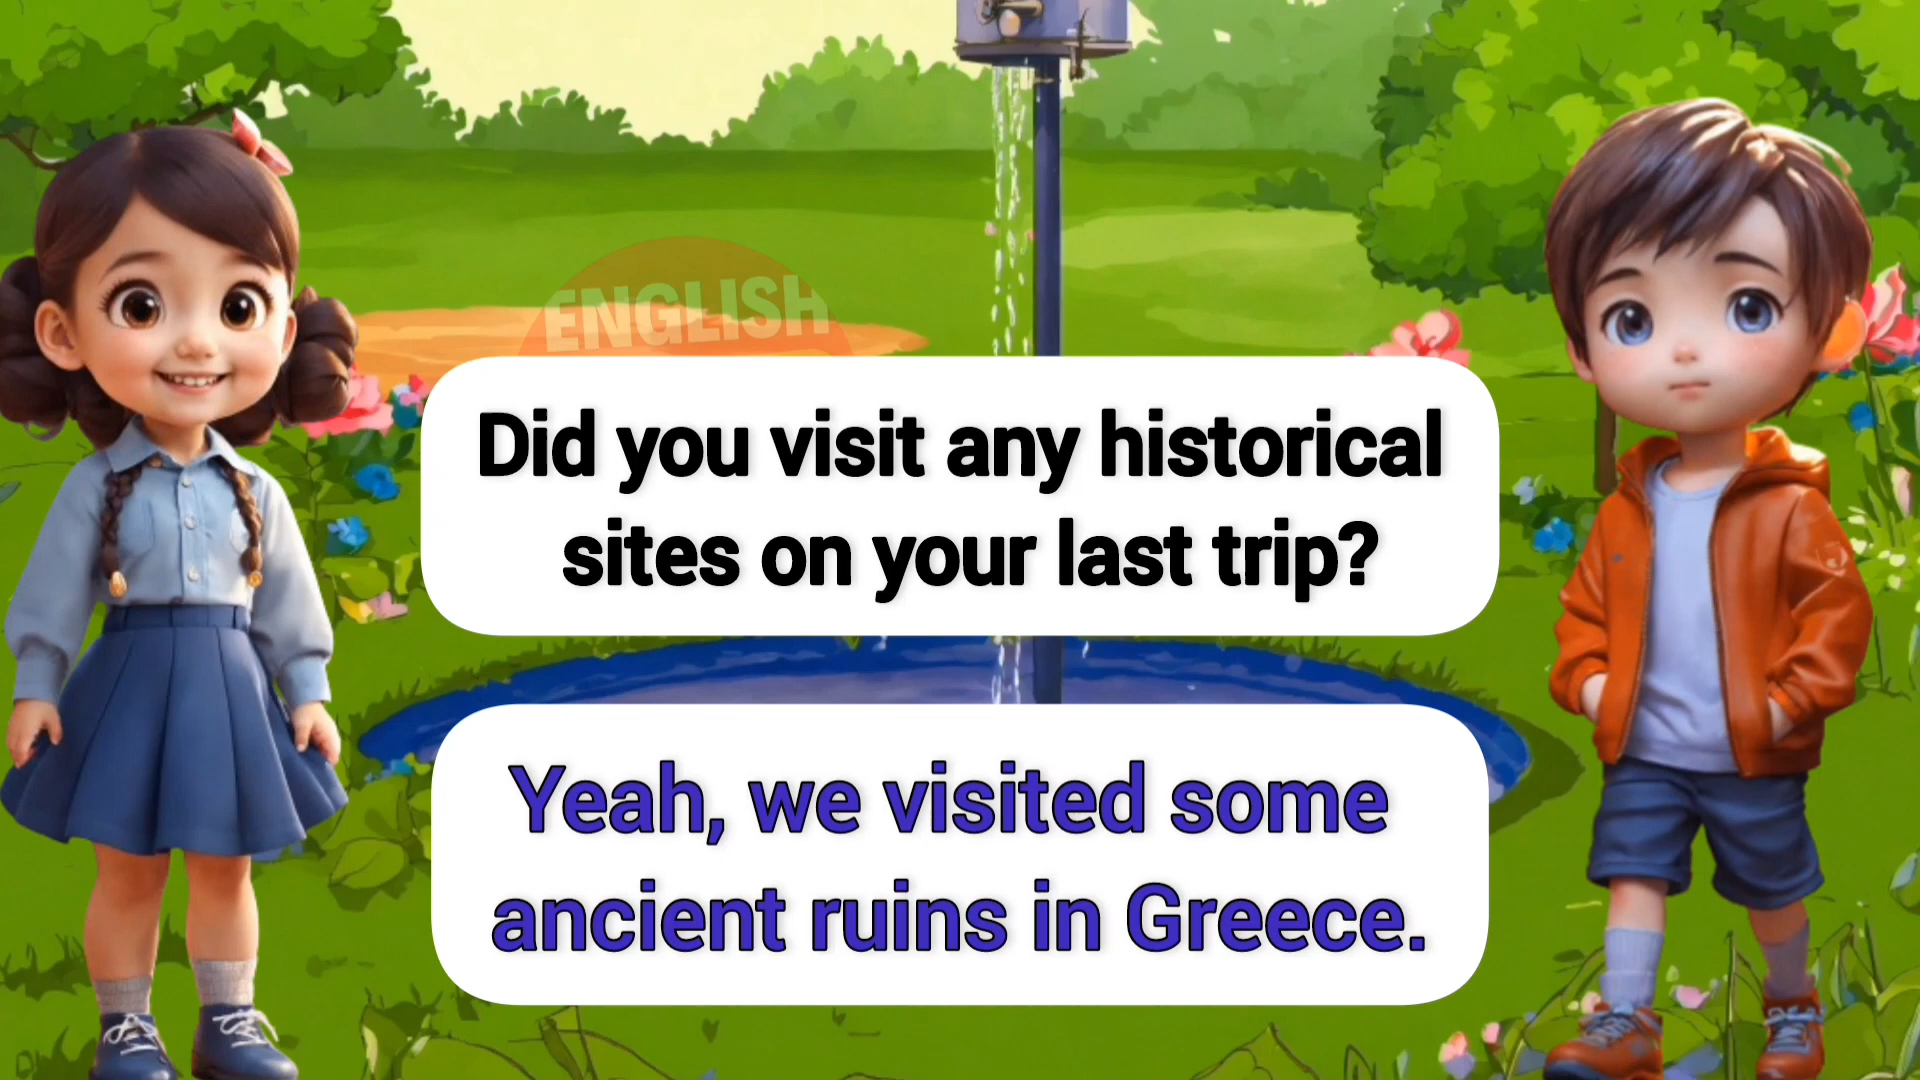 ENGLISH
Did you visit any historical
sites on your last trip?
Yeah, we visited some
ancient ruins in Greece.